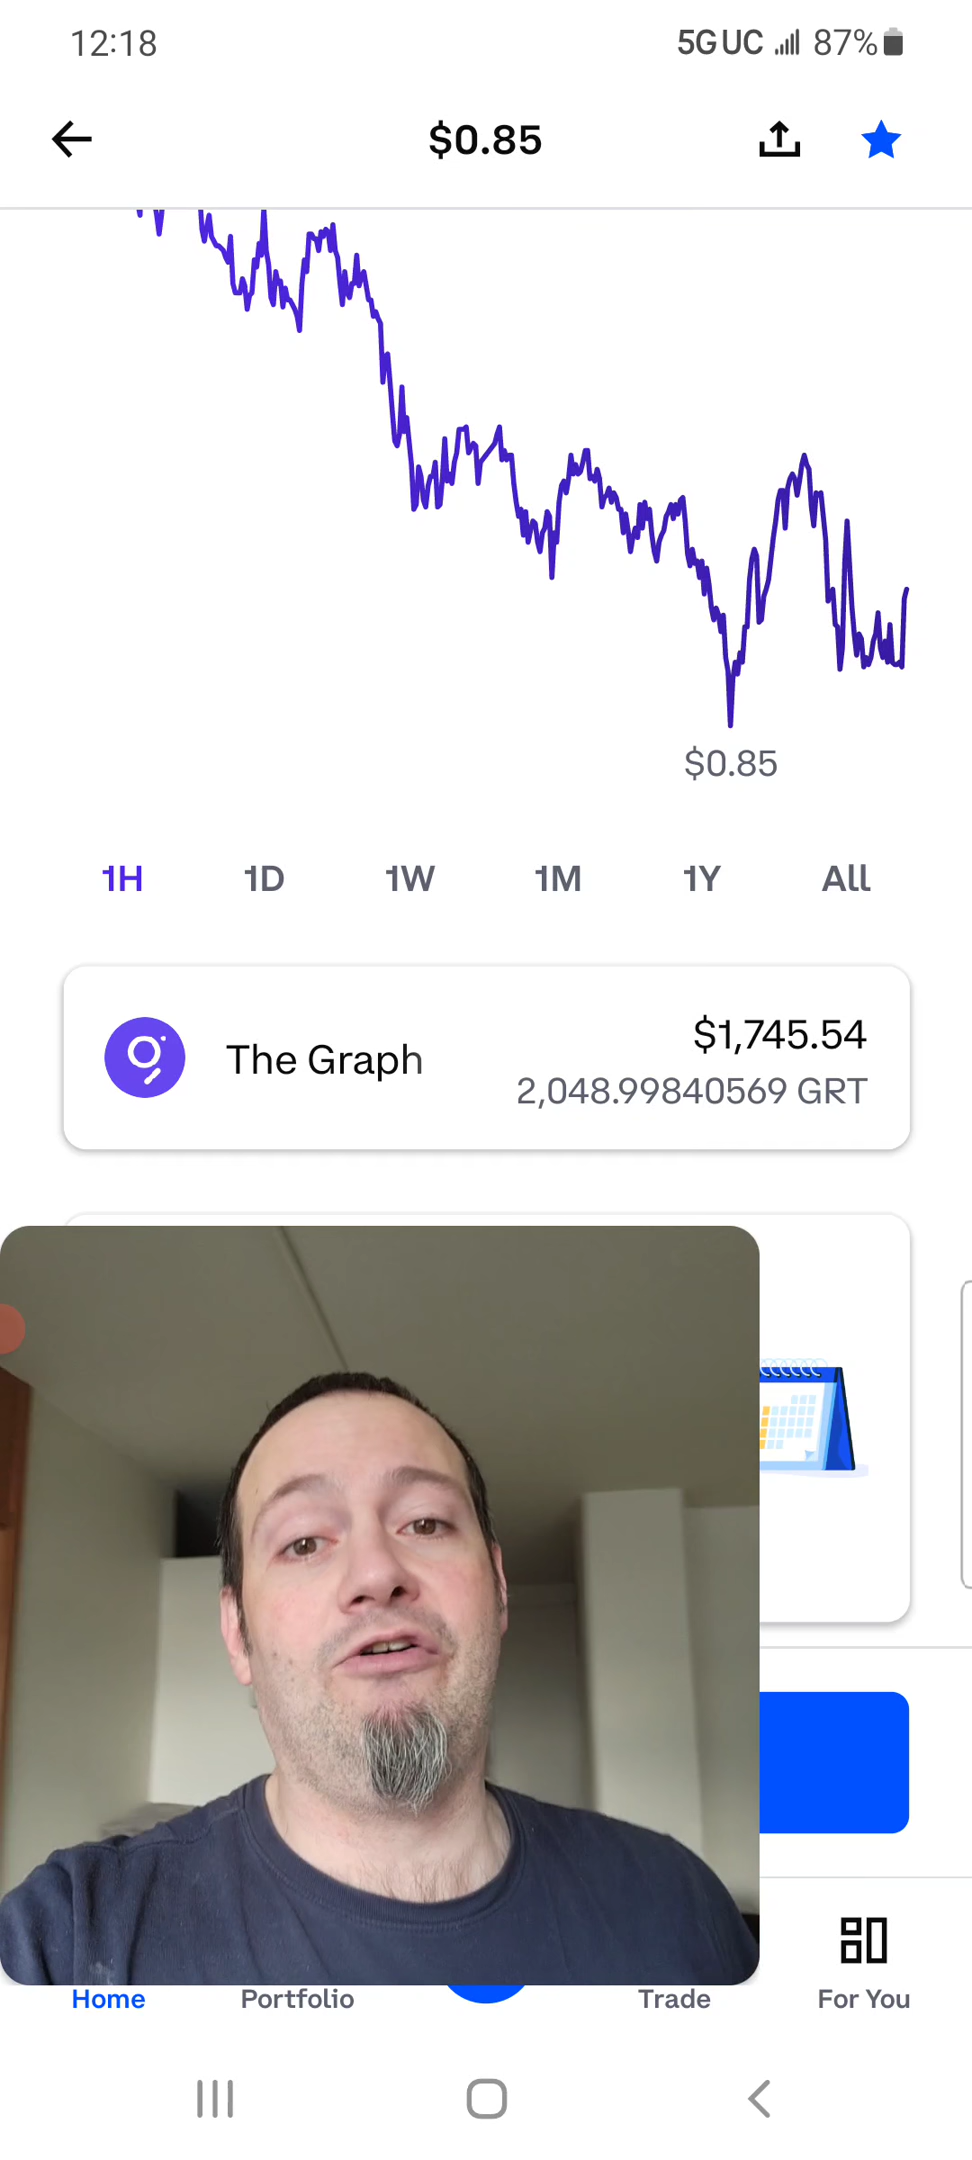 12:18 5G UC 87%
$0.85
$0.85
1H 1D 1W 1M 1Y All
The Graph $1,745.54
2,048.99840569 GRT
Home Portfolio Trade For You